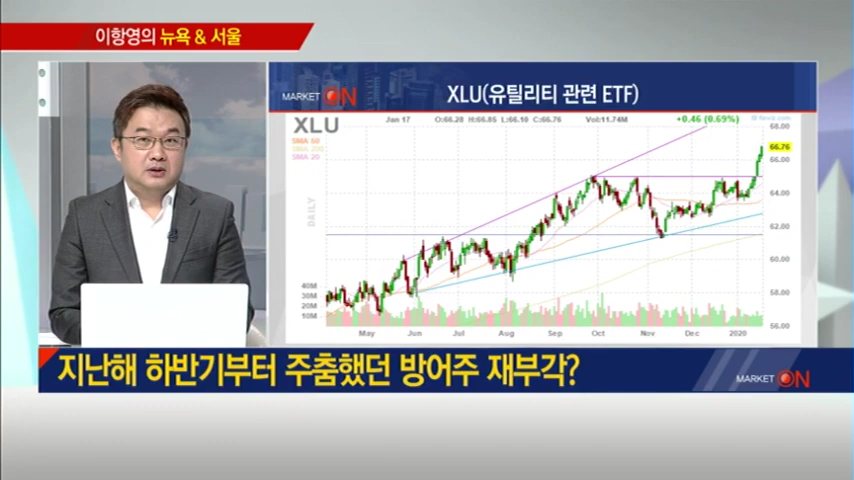 이항영의 뉴욕 & 서울
MARKET ON
XLU(유틸리티 관련 ETF)
XLU
Jan 17 O:66.28 H:66.85 L:66.10 C:66.76 Vol:11.74M +0.46 (0.69%)
© finviz.com
SMA 50
SMA 200
SMA 20
DAILY
68.00
66.76
66.00
64.00
62.00
60.00
58.00
56.00
40M
30M
20M
10M
May Jun Jul Aug Sep Oct Nov Dec 2020
지난해 하반기부터 주춤했던 방어주 재부각?
MARKET ON